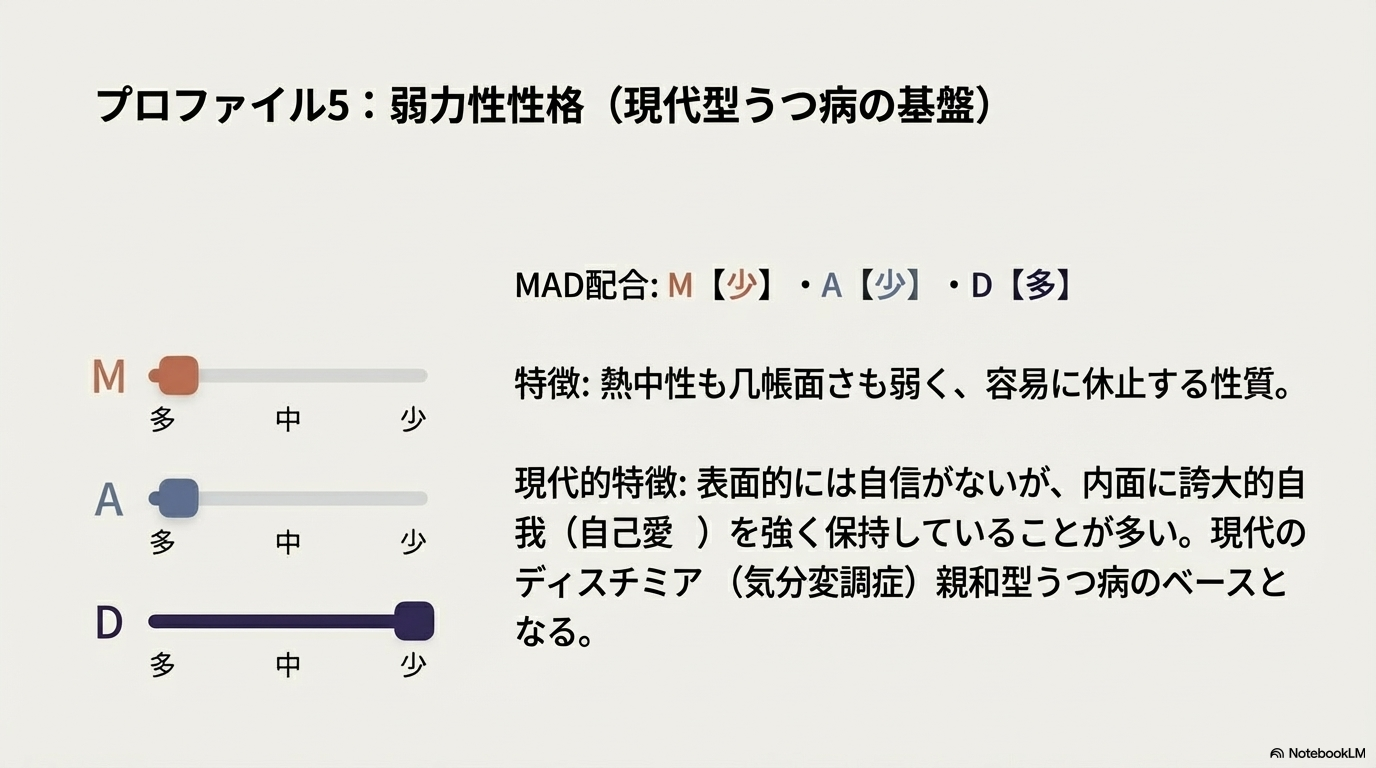 プロファイル5：弱力性性格（現代型うつ病の基盤）
MAD配合: M【少】・A【少】・D【多】
M
多 中 少
A
多 中 少
D
多 中 少
特徴: 熱中性も几帳面さも弱く、容易に休止する性質。
現代的特徴: 表面的には自信がないが、内面に誇大的自
我（自己愛　）を強く保持していることが多い。現代の
ディスチミア （気分変調症）親和型うつ病のベースと
なる。
NotebookLM